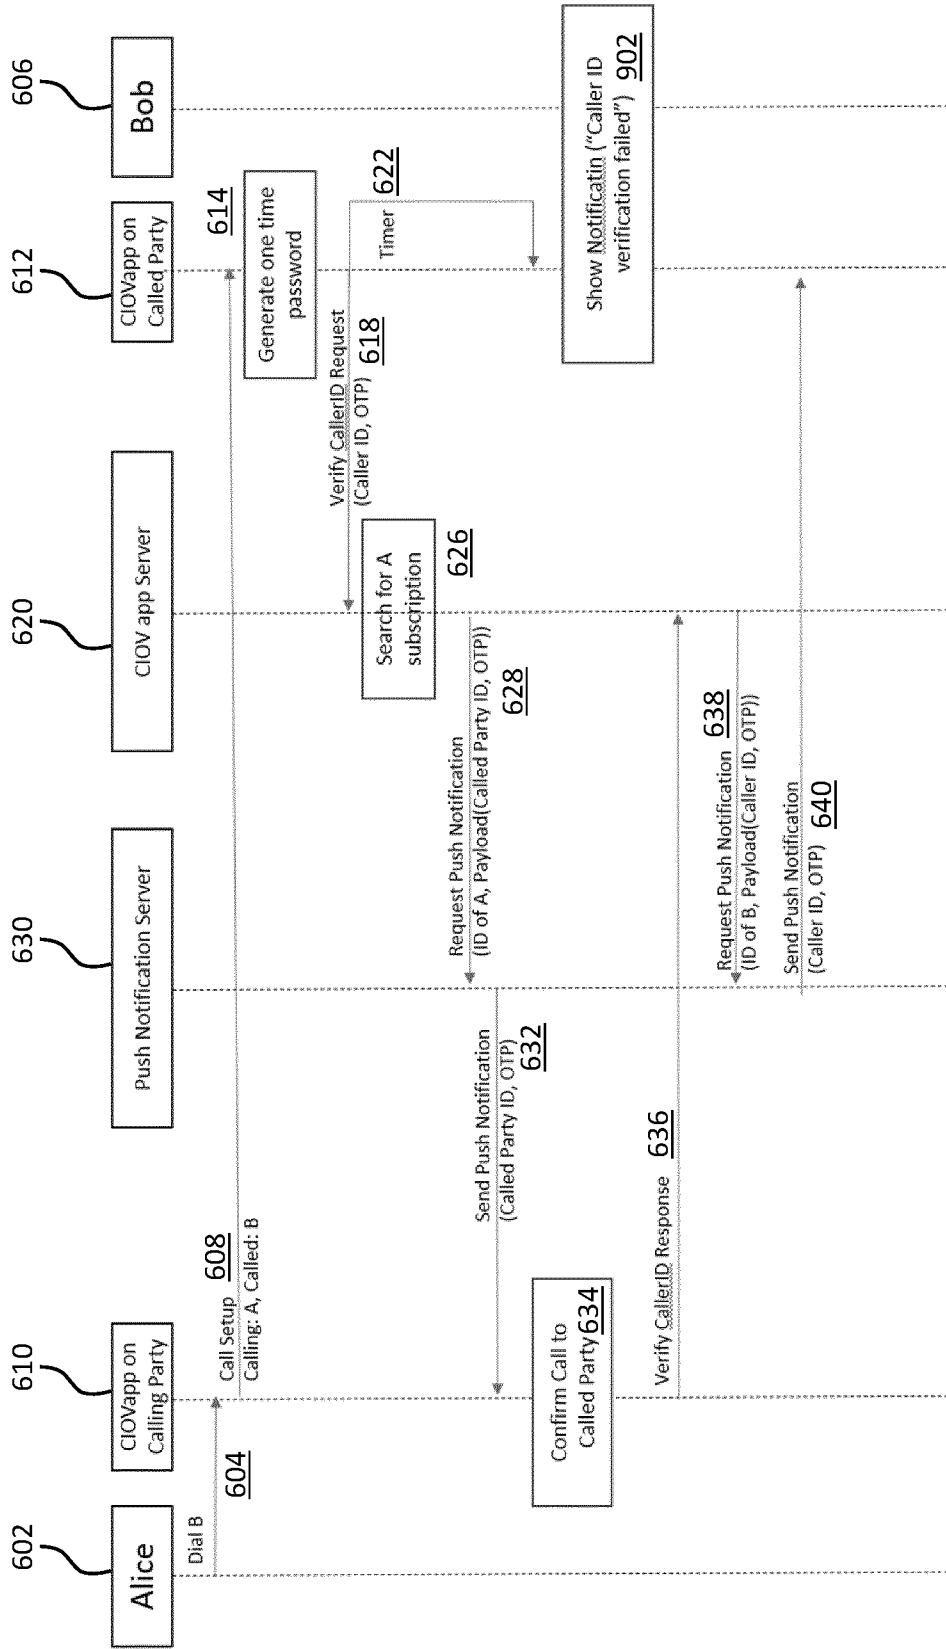 602
610
630
620
612
606
Alice
CIOVapp on
Calling Party
Push Notification Server
CIOV app Server
CIOVapp on
Called Party
Bob
Dial B
604
Call Setup 608
Calling: A, Called: B
614
Generate one time
password
Verify CallerID Request
(Caller ID, OTP) 618
Timer 622
Search for A
subscription
626
Request Push Notification
(ID of A, Payload(Called Party ID, OTP))
628
Send Push Notification
(Called Party ID, OTP)
632
Confirm Call to
Called Party 634
Show Notificatin ("Caller ID
verification failed") 902
Verify CallerID Response 636
Request Push Notification 638
(ID of B, Payload(Caller ID, OTP))
Send Push Notification
(Caller ID, OTP) 640